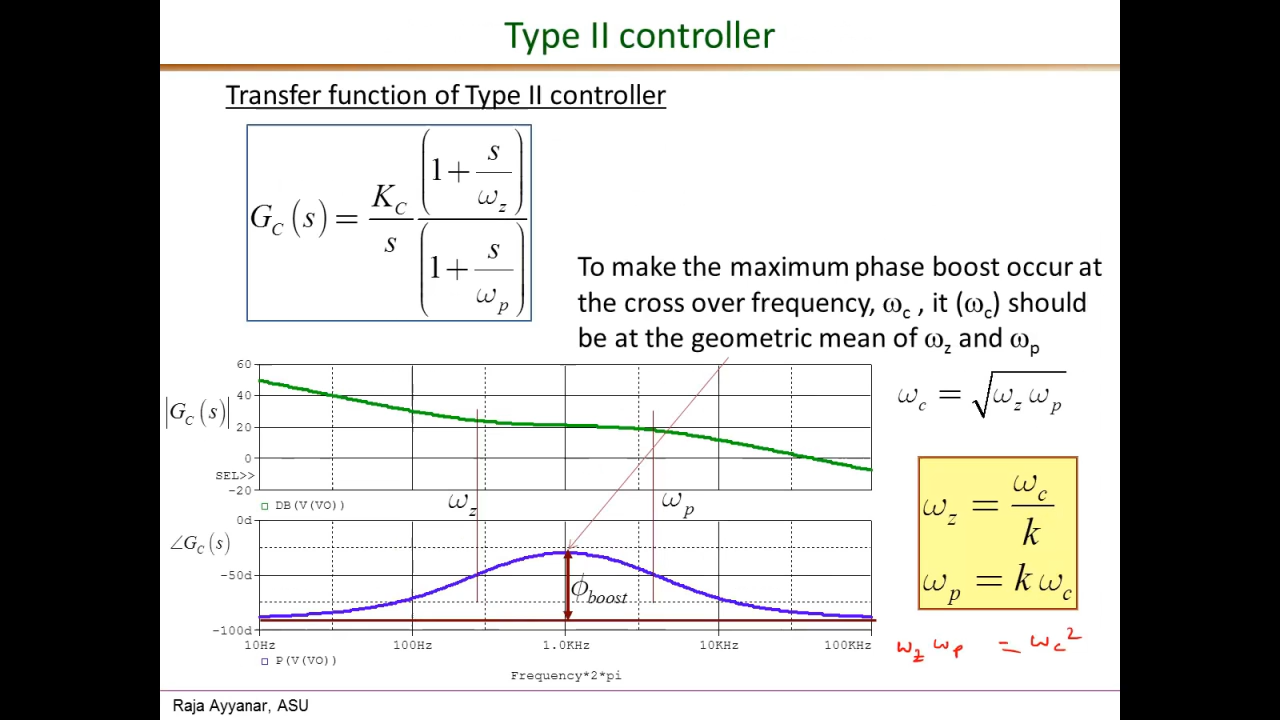 Type II controller
Transfer function of Type II controller
G_C(s) = K_C/s (1 + s/ω_z)/(1 + s/ω_p)
To make the maximum phase boost occur at
the cross over frequency, ω_c , it (ω_c) should
be at the geometric mean of ω_z and ω_p
ω_c = √(ω_z ω_p)
ω_z = ω_c/k
ω_p = k ω_c
ω_z ω_p = ω_c²
60
40
|G_C(s)|
20
0
SEL>>
-20
DB(V(VO))
ω_z
ω_p
0d
∠G_C(s)
-50d
ϕ_boost
-100d
10Hz 100Hz 1.0KHz 10KHz 100KHz
P(V(VO))
Frequency*2*pi
Raja Ayyanar, ASU